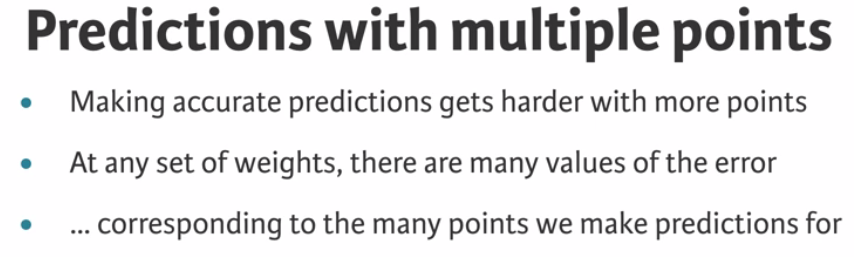 Predictions with multiple points
• Making accurate predictions gets harder with more points
• At any set of weights, there are many values of the error
• ... corresponding to the many points we make predictions for